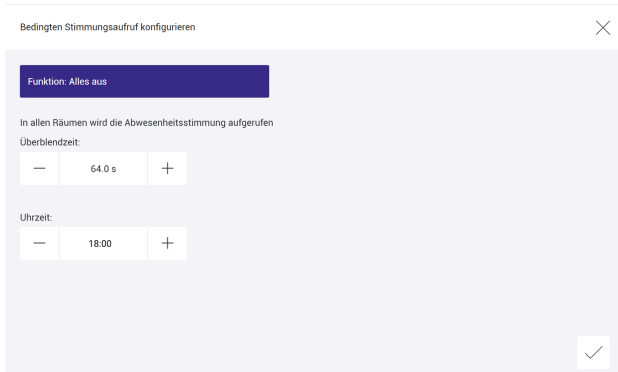 Bedingten Stimmungsaufruf konfigurieren
Funktion: Alles aus
In allen Räumen wird die Abwesenheitsstimmung aufgerufen
Überblendzeit:
64.0 s
Uhrzeit:
18:00